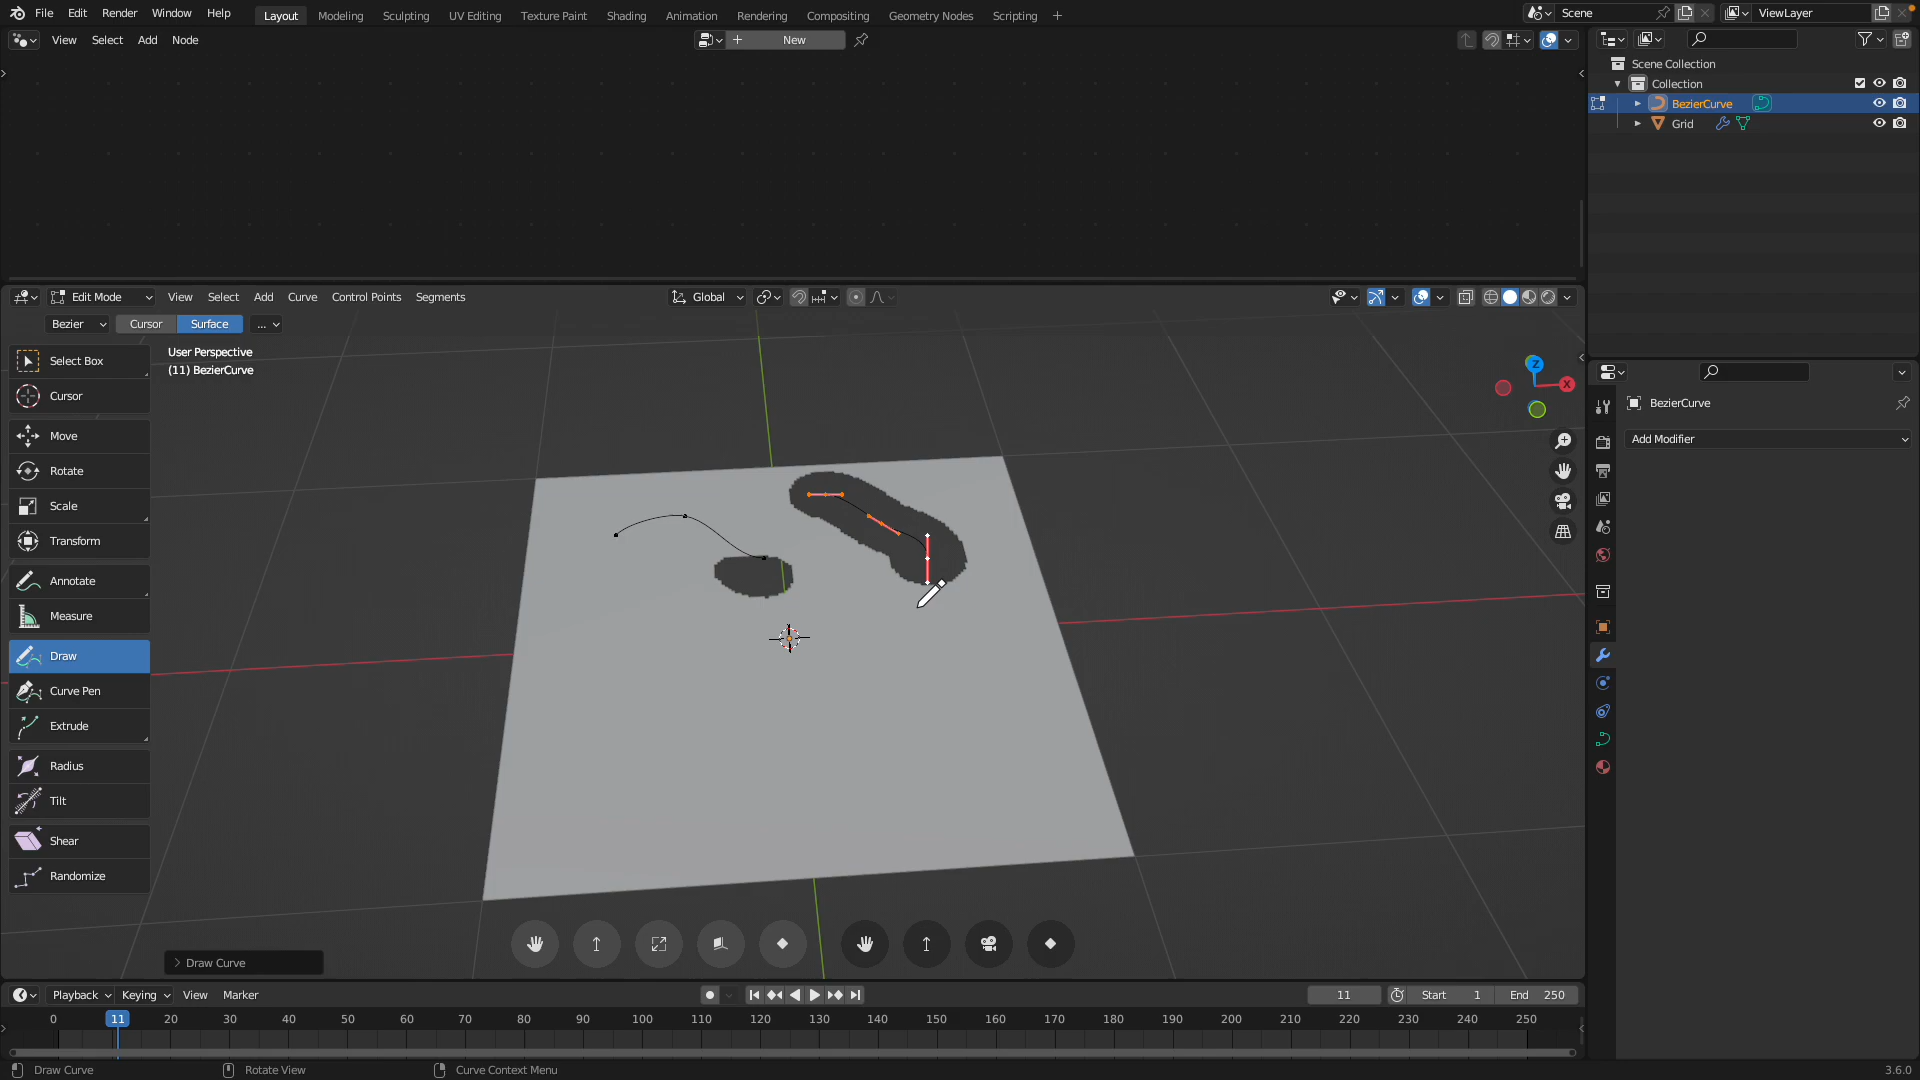 File Edit Render Window Help Layout Modeling Sculpting UV Editing Texture Paint Shading Animation Rendering Compositing Geometry Nodes Scripting + Scene ViewLayer
View Select Add Node New
Scene Collection
Collection
BezierCurve
Grid
Edit Mode View Select Add Curve Control Points Segments Global
Bezier Cursor Surface ...
User Perspective
(11) BezierCurve
Select Box
Cursor
Move
Rotate
Scale
Transform
Annotate
Measure
Draw
Curve Pen
Extrude
Radius
Tilt
Shear
Randomize
Z
X
BezierCurve
Add Modifier
Draw Curve
Playback Keying View Marker 11 Start 1 End 250
0 11 20 30 40 50 60 70 80 90 100 110 120 130 140 150 160 170 180 190 200 210 220 230 240 250
Draw Curve Rotate View Curve Context Menu 3.6.0